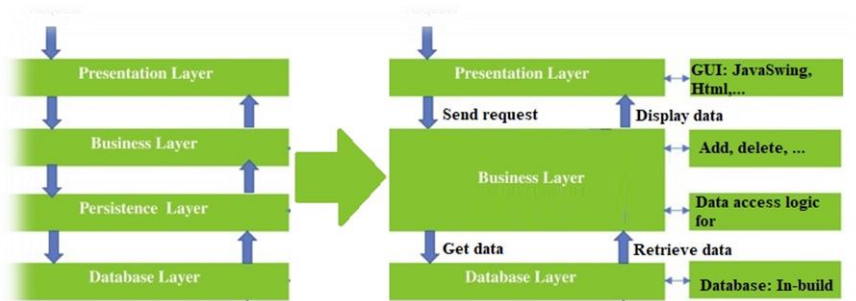 Presentation Layer
Business Layer
Persistence Layer
Database Layer
Presentation Layer
GUI: JavaSwing,
Html,...
Send request
Display data
Business Layer
Add, delete, ...
Data access logic
for
Get data
Retrieve data
Database Layer
Database: In-build